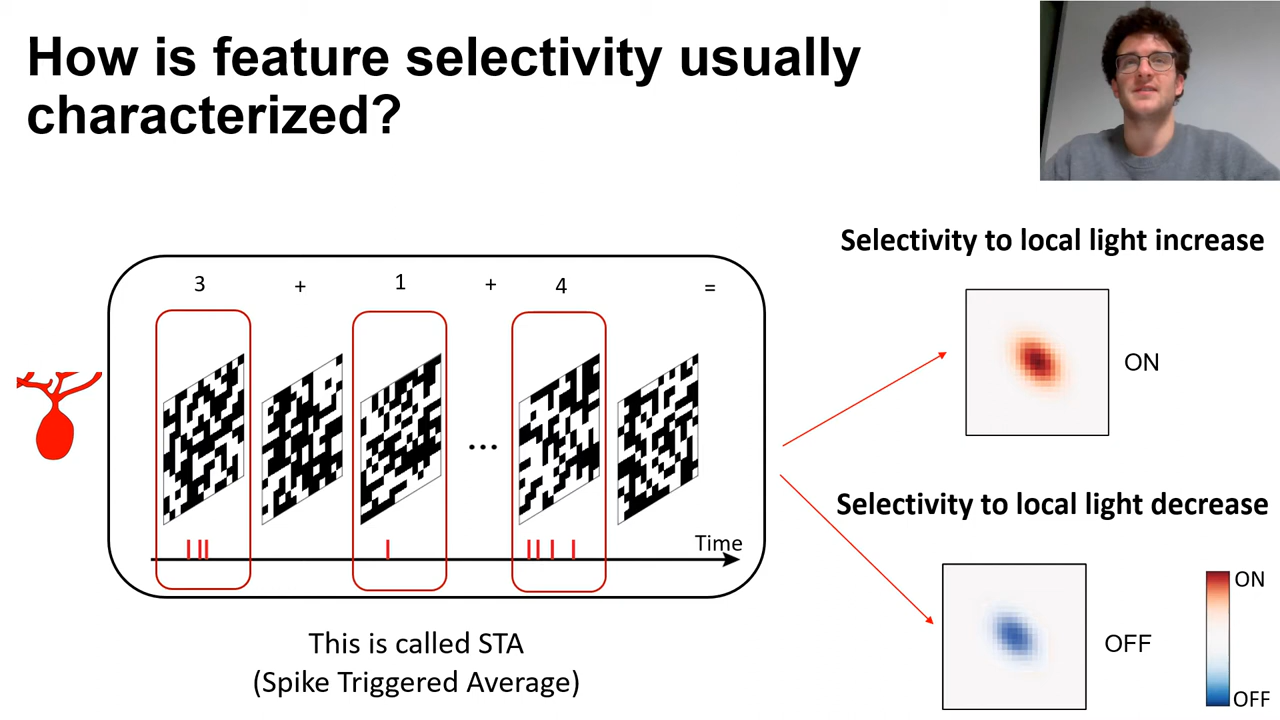 How is feature selectivity usually
characterized?
Selectivity to local light increase
3 + 1 + 4 =
ON
...
Selectivity to local light decrease
Time
ON
OFF
OFF
This is called STA
(Spike Triggered Average)